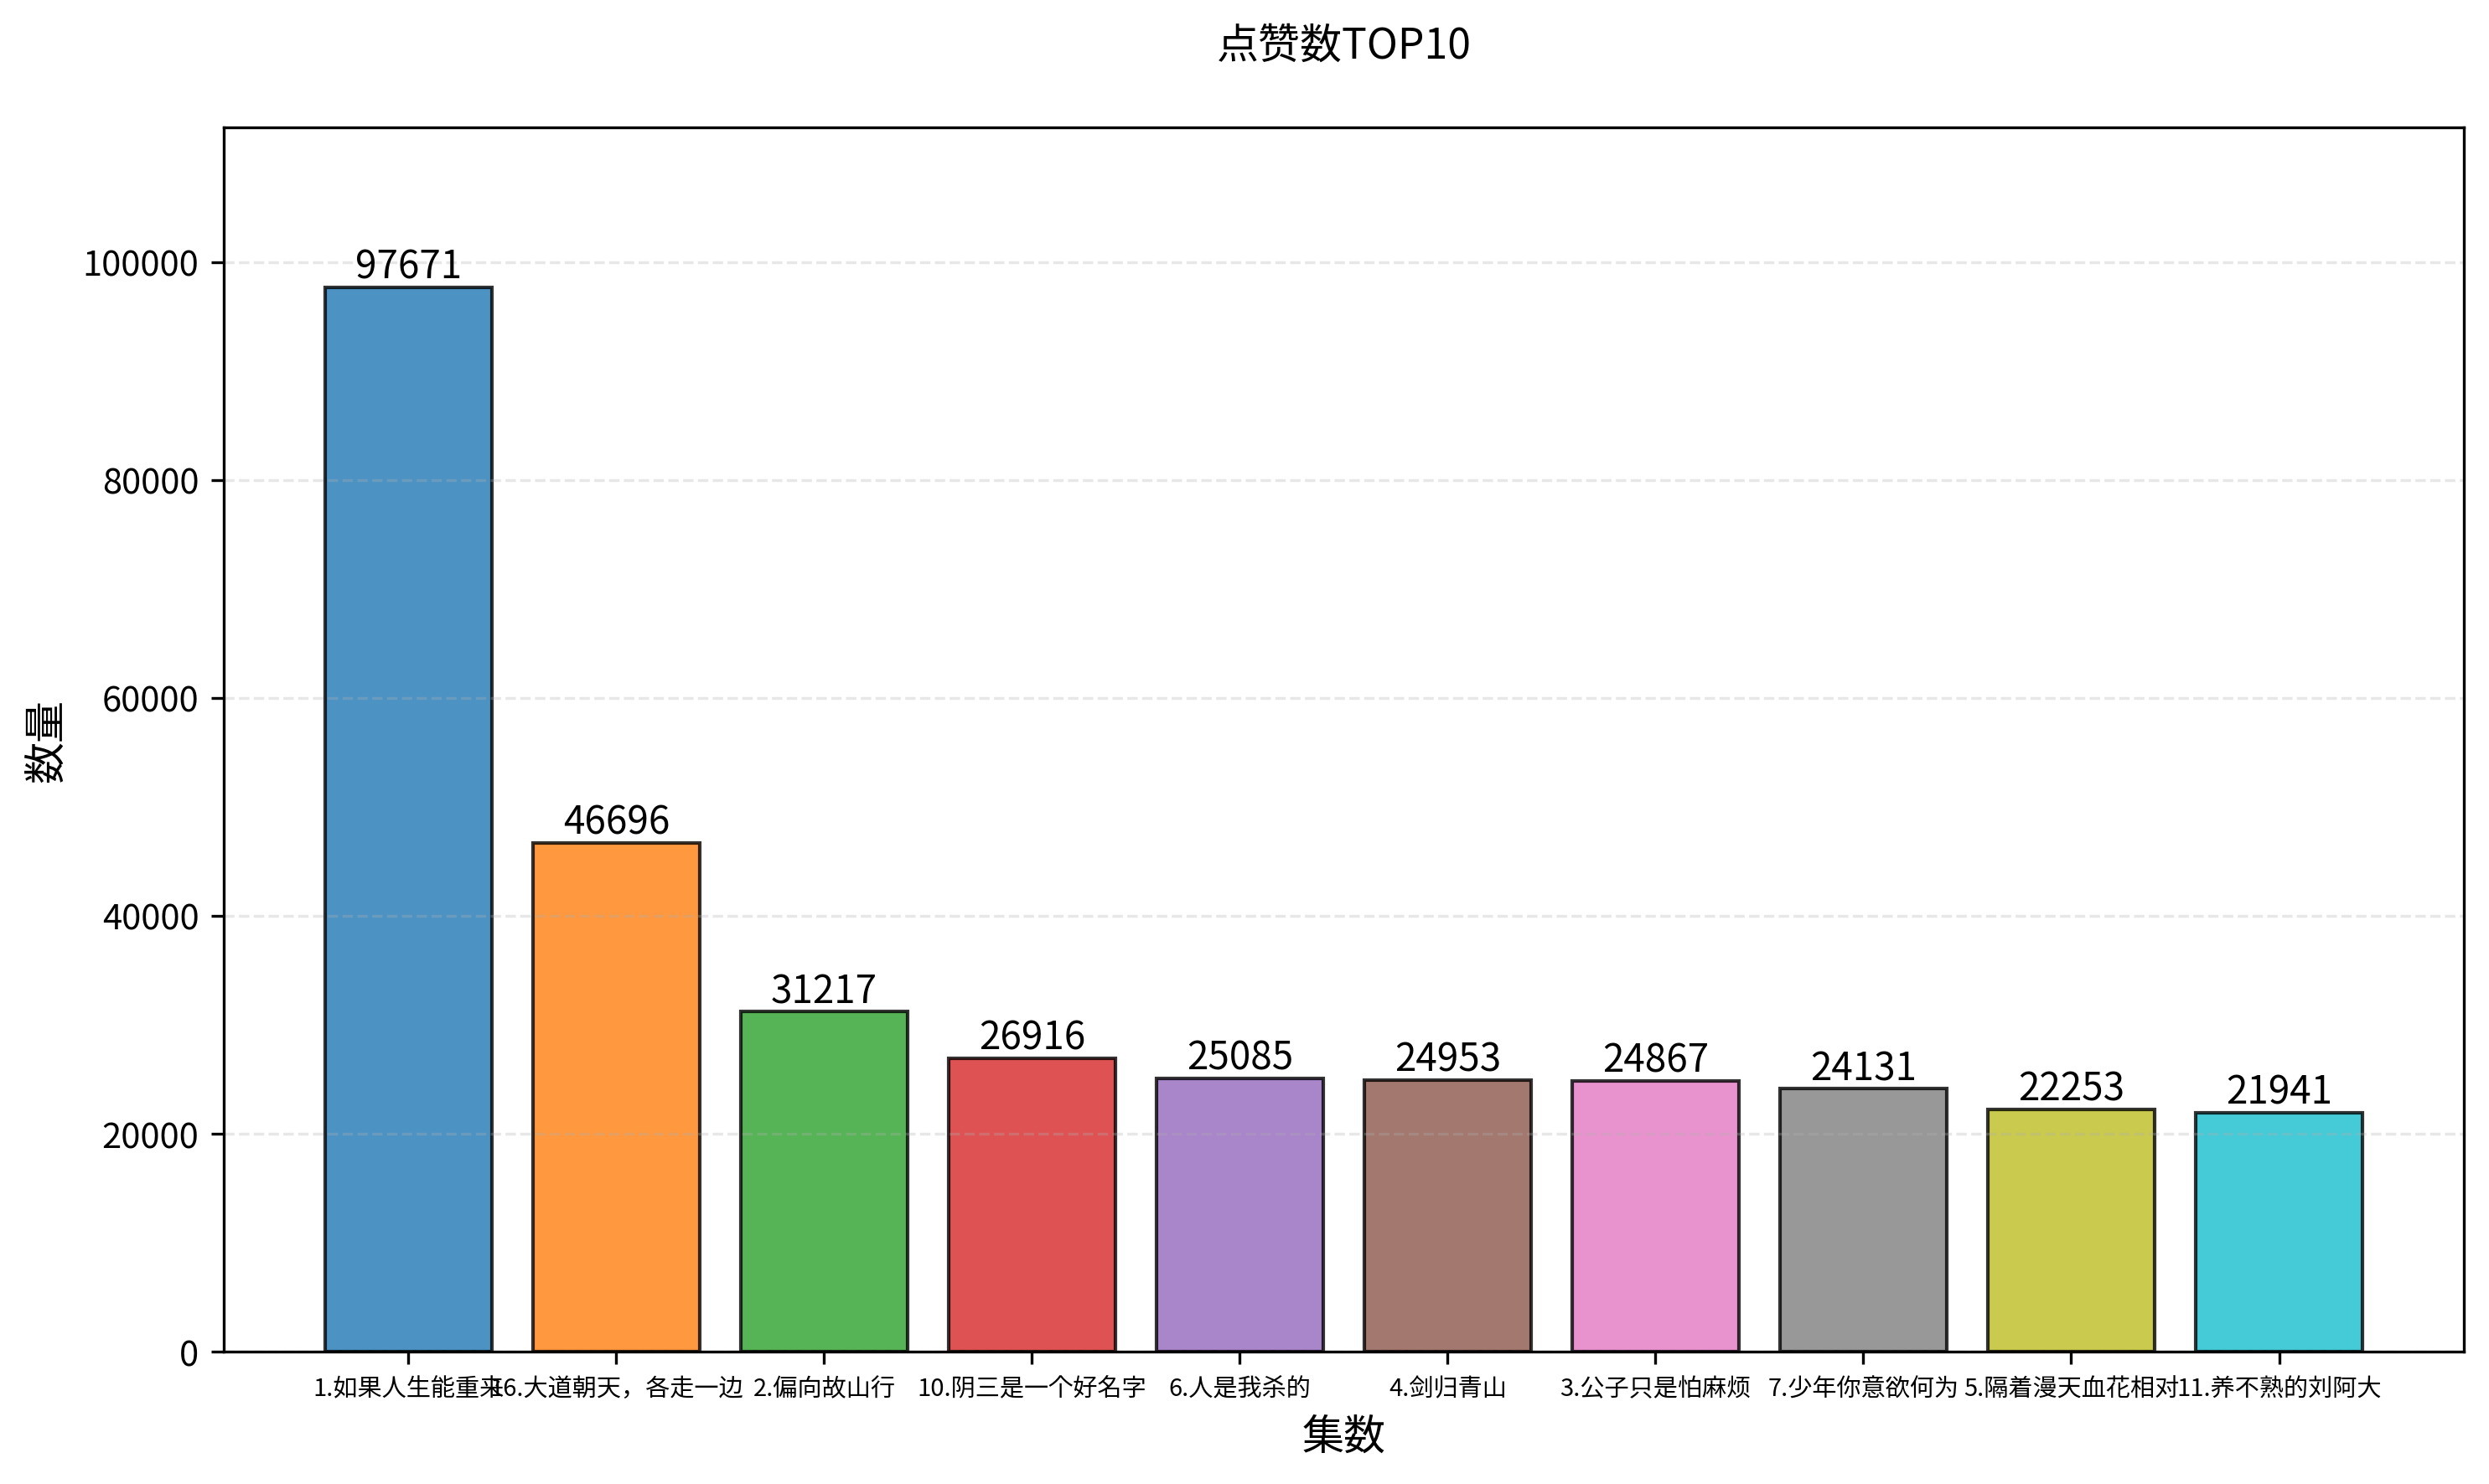 点赞数TOP10
数量
100000
80000
60000
40000
20000
0
97671
46696
31217
26916
25085
24953
24867
24131
22253
21941
1.如果人生能重来
16.大道朝天，各走一边
2.偏向故山行
10.阴三是一个好名字
6.人是我杀的
4.剑归青山
3.公子只是怕麻烦
7.少年你意欲何为
5.隔着漫天血花相对
11.养不熟的刘阿大
集数